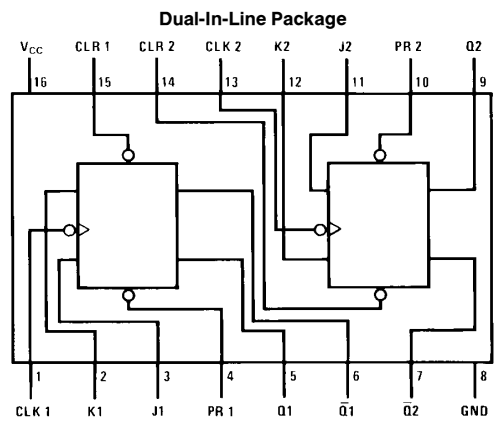 Dual-In-Line Package
VCC CLR 1 CLR 2 CLK 2 K2 J2 PR 2 Q2
16 15 14 13 12 11 10 9
1 2 3 4 5 6 7 8
CLK 1 K1 J1 PR 1 Q1 Q̅1 Q̅2 GND